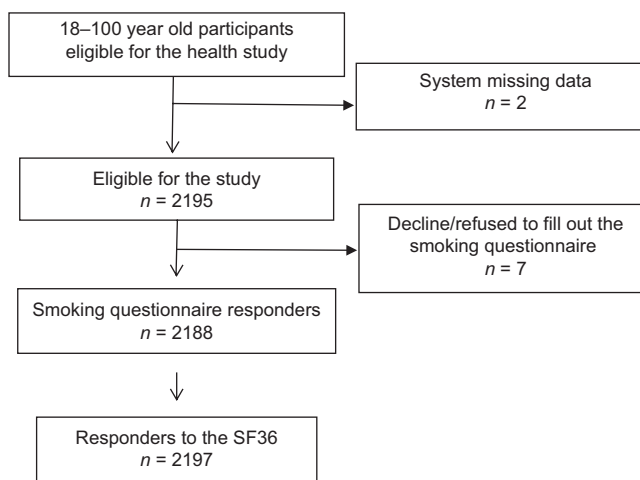 18–100 year old participants
eligible for the health study
System missing data
n = 2
Eligible for the study
n = 2195
Decline/refused to fill out the
smoking questionnaire
n = 7
Smoking questionnaire responders
n = 2188
Responders to the SF36
n = 2197